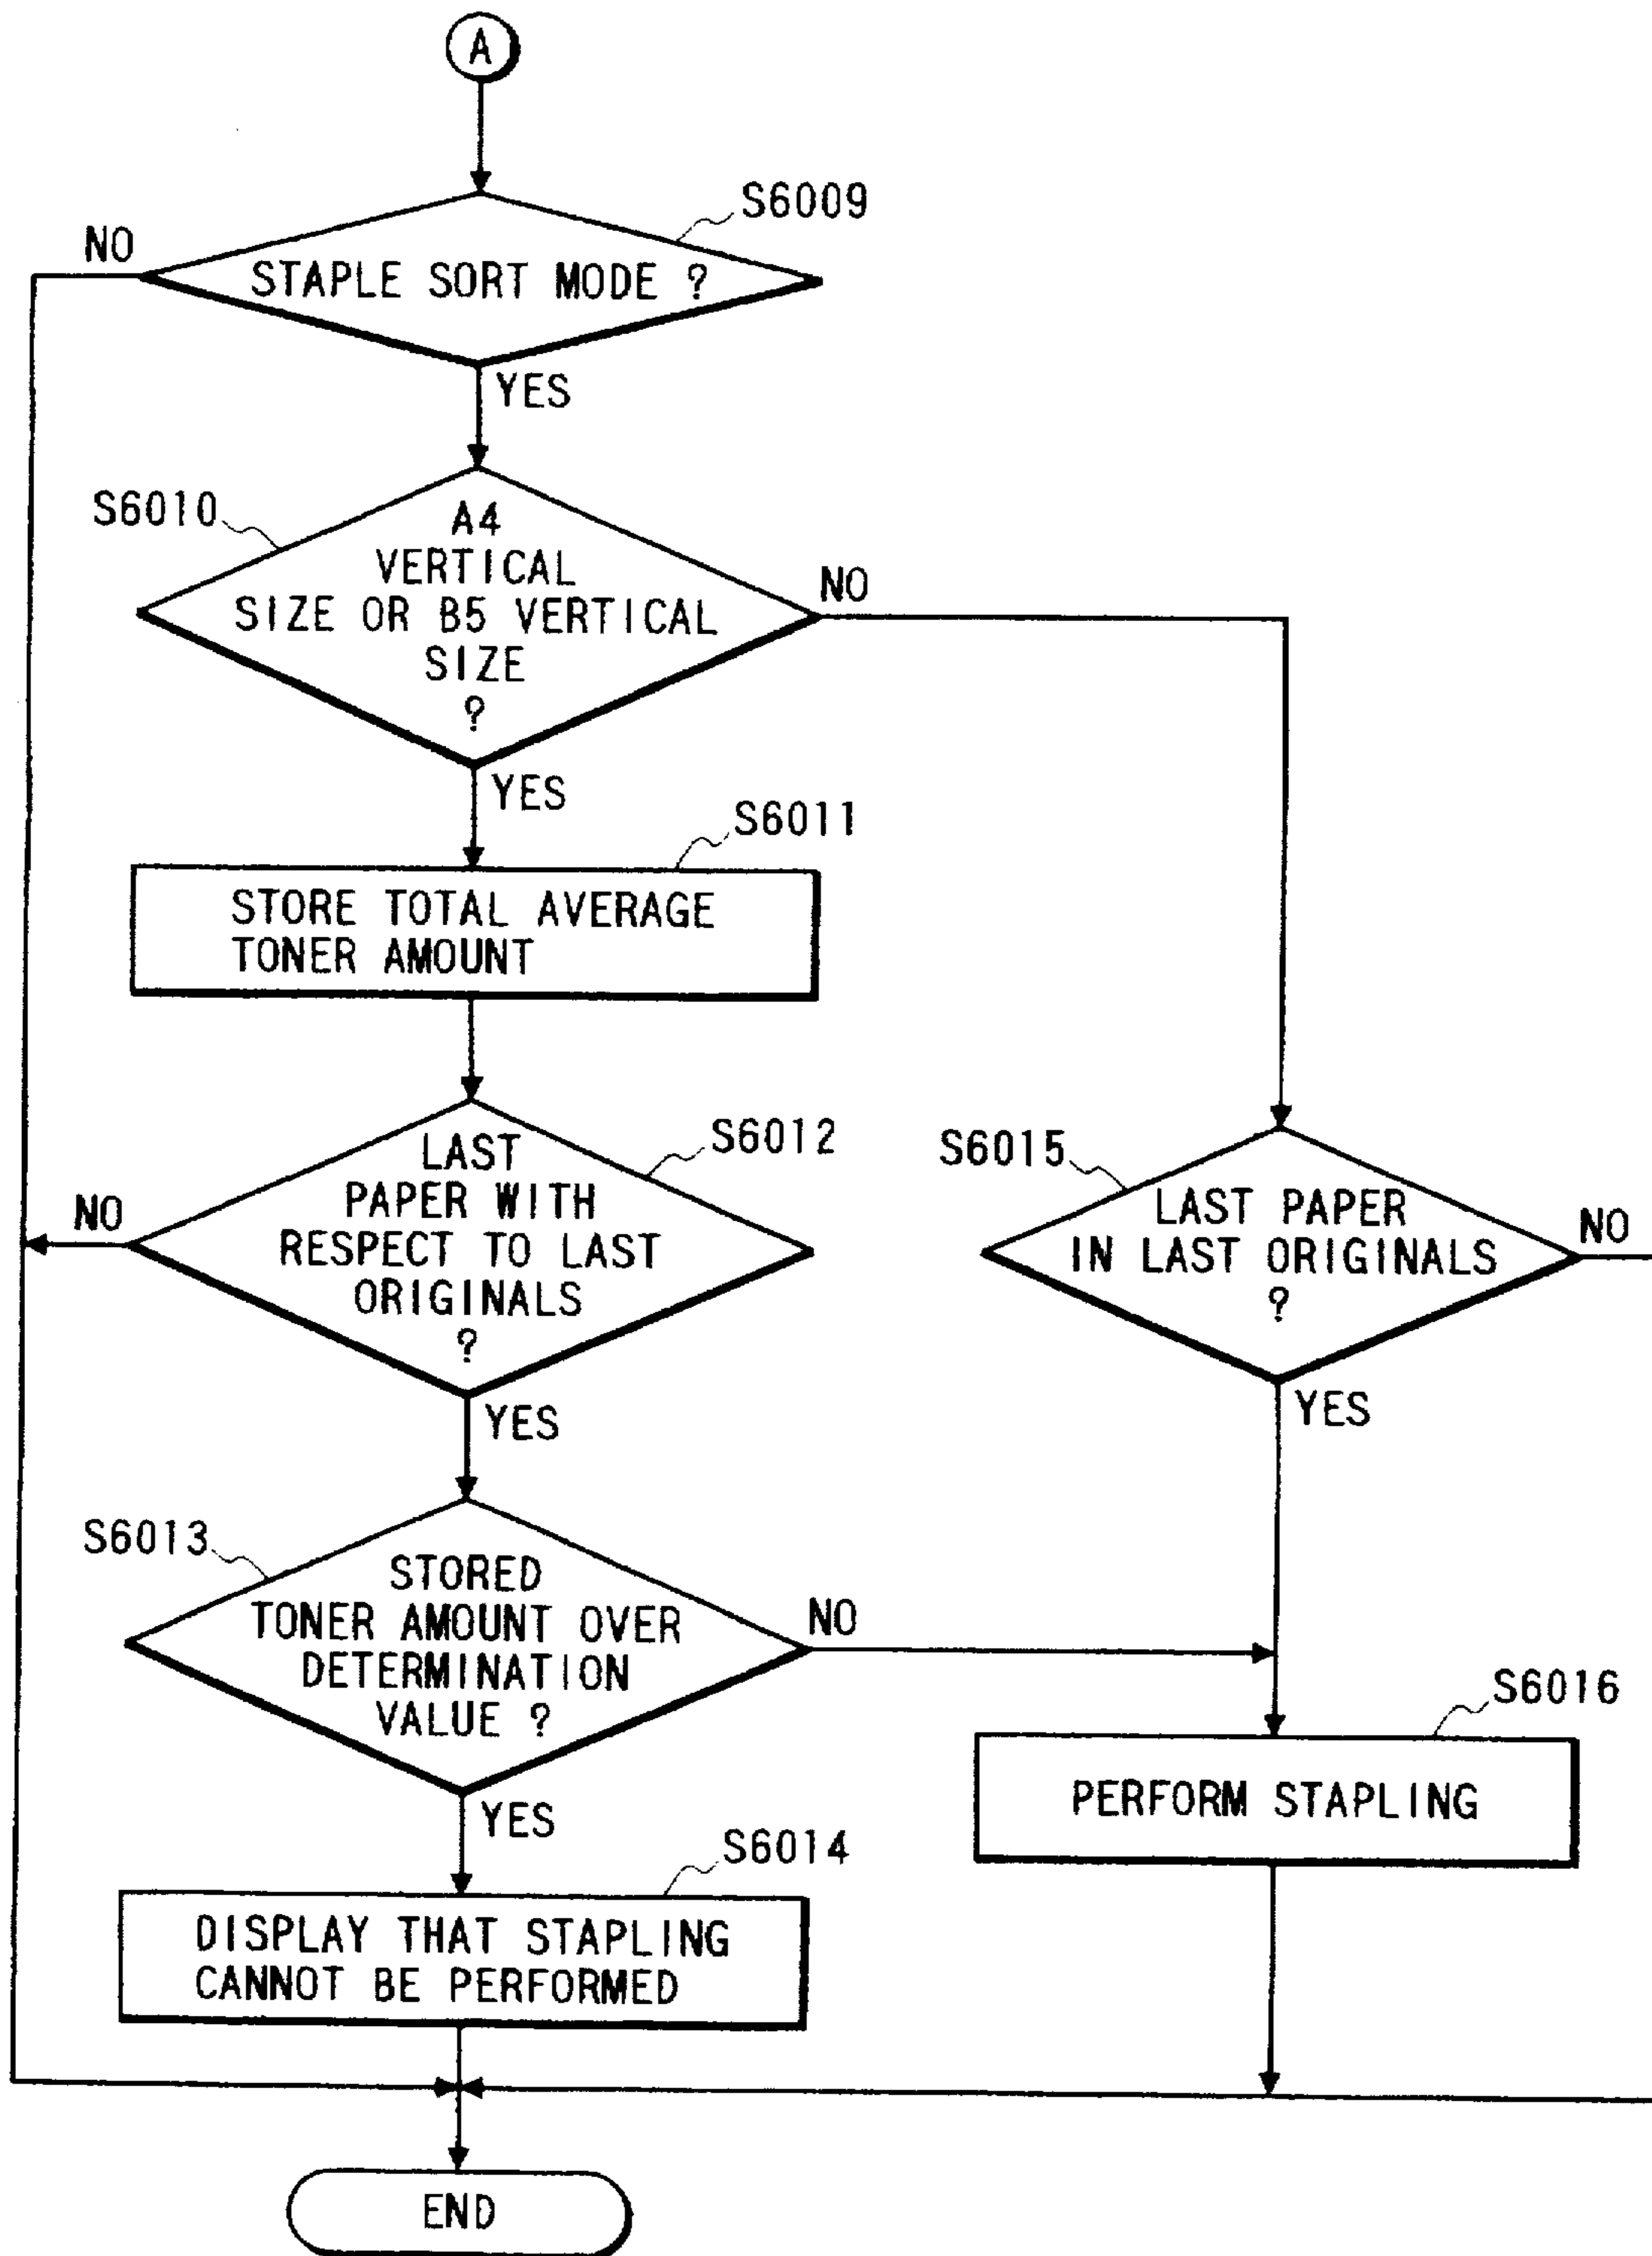 A
S6009
NO
STAPLE SORT MODE ?
YES
S6010
A4
VERTICAL
SIZE OR B5 VERTICAL
SIZE
?
NO
YES
S6011
STORE TOTAL AVERAGE
TONER AMOUNT
S6012
LAST
PAPER WITH
RESPECT TO LAST
ORIGINALS
?
NO
YES
S6015
LAST PAPER
IN LAST ORIGINALS
?
NO
YES
S6013
STORED
TONER AMOUNT OVER
DETERMINATION
VALUE ?
NO
YES
S6016
PERFORM STAPLING
S6014
DISPLAY THAT STAPLING
CANNOT BE PERFORMED
END